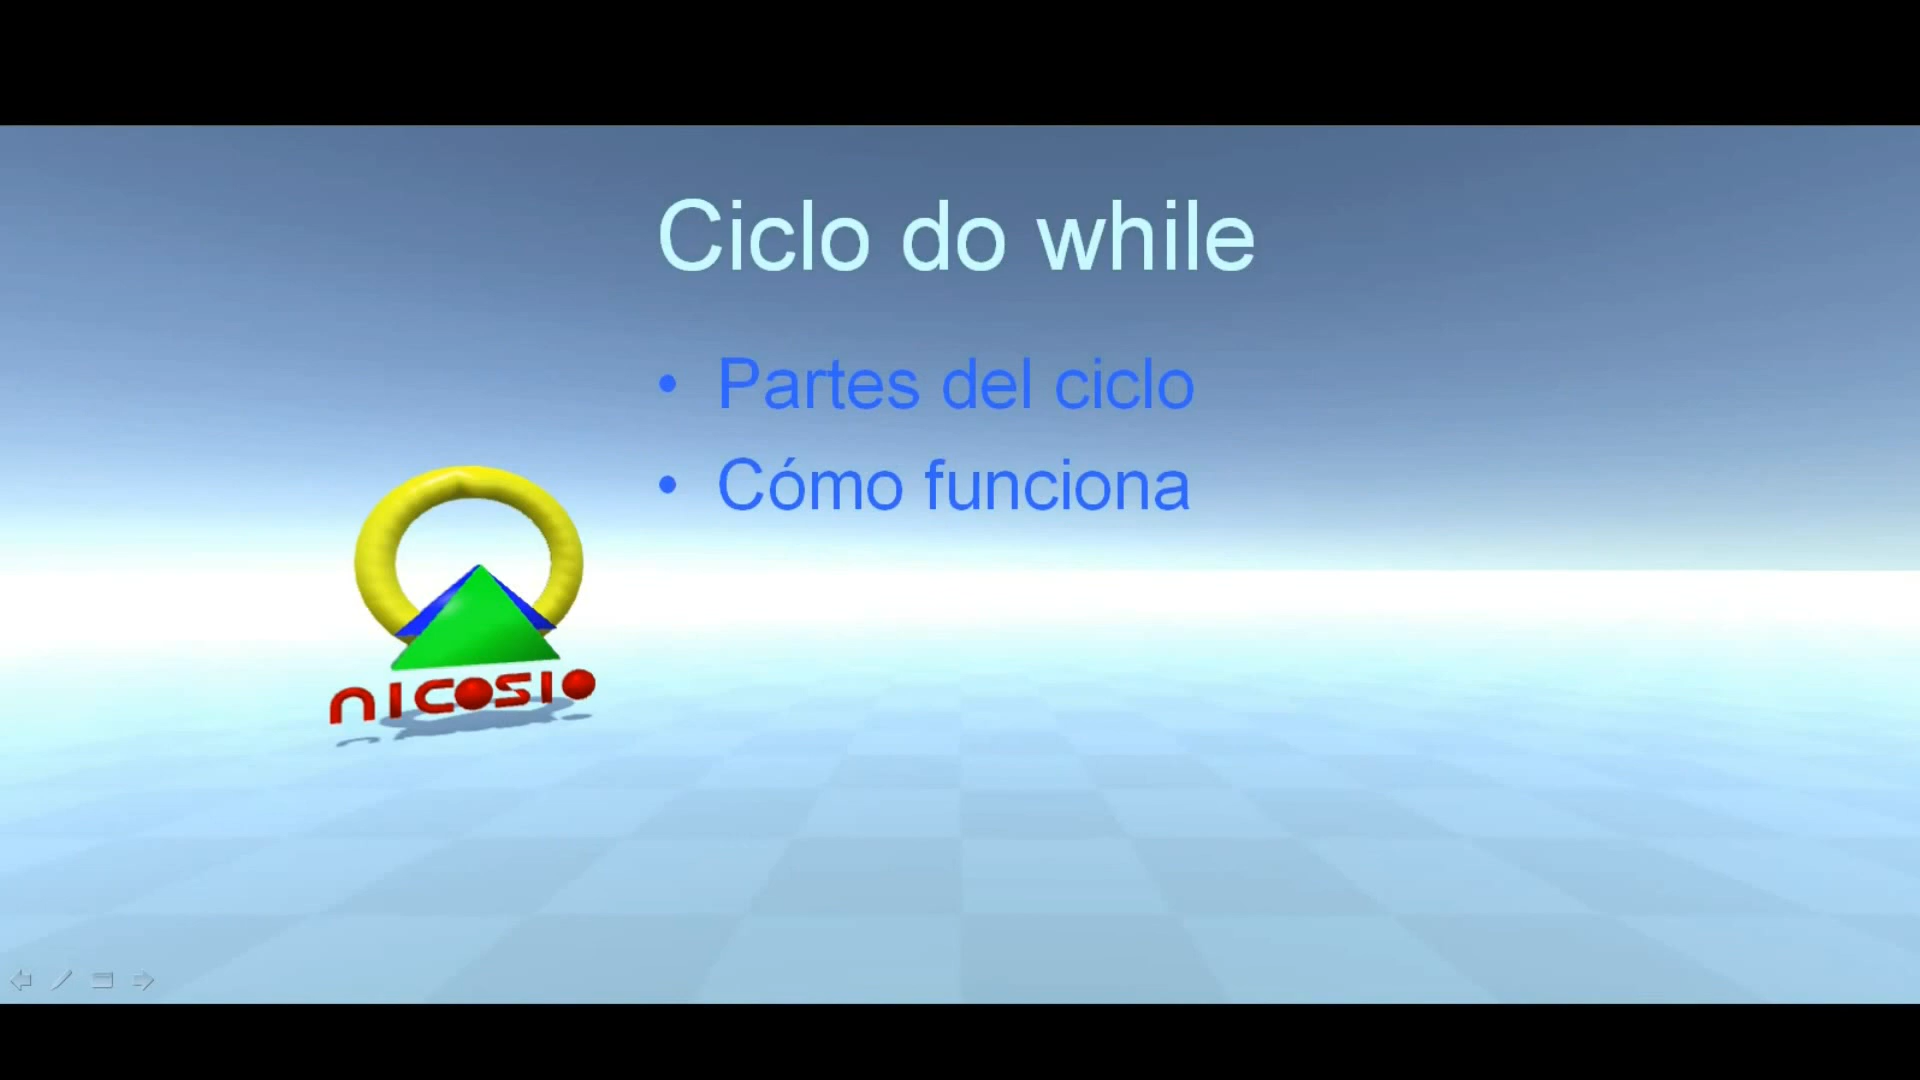 Ciclo do while
• Partes del ciclo
• Cómo funciona
nicosio